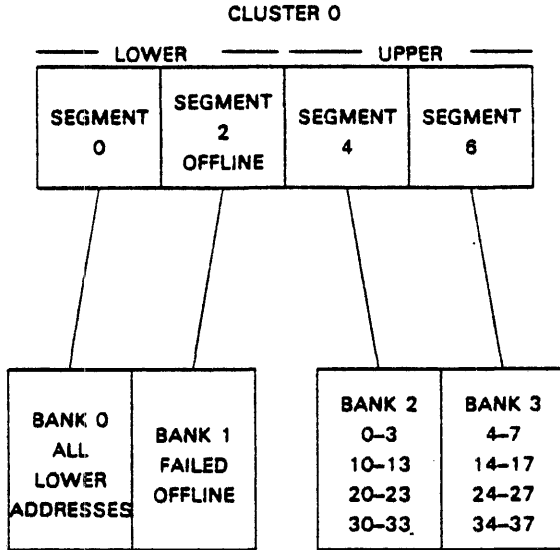 CLUSTER 0
LOWER UPPER
SEGMENT
0
SEGMENT
2
OFFLINE
SEGMENT
4
SEGMENT
6
BANK 0
ALL
LOWER
ADDRESSES
BANK 1
FAILED
OFFLINE
BANK 2
0–3
10–13
20–23
30–33
BANK 3
4–7
14–17
24–27
34–37